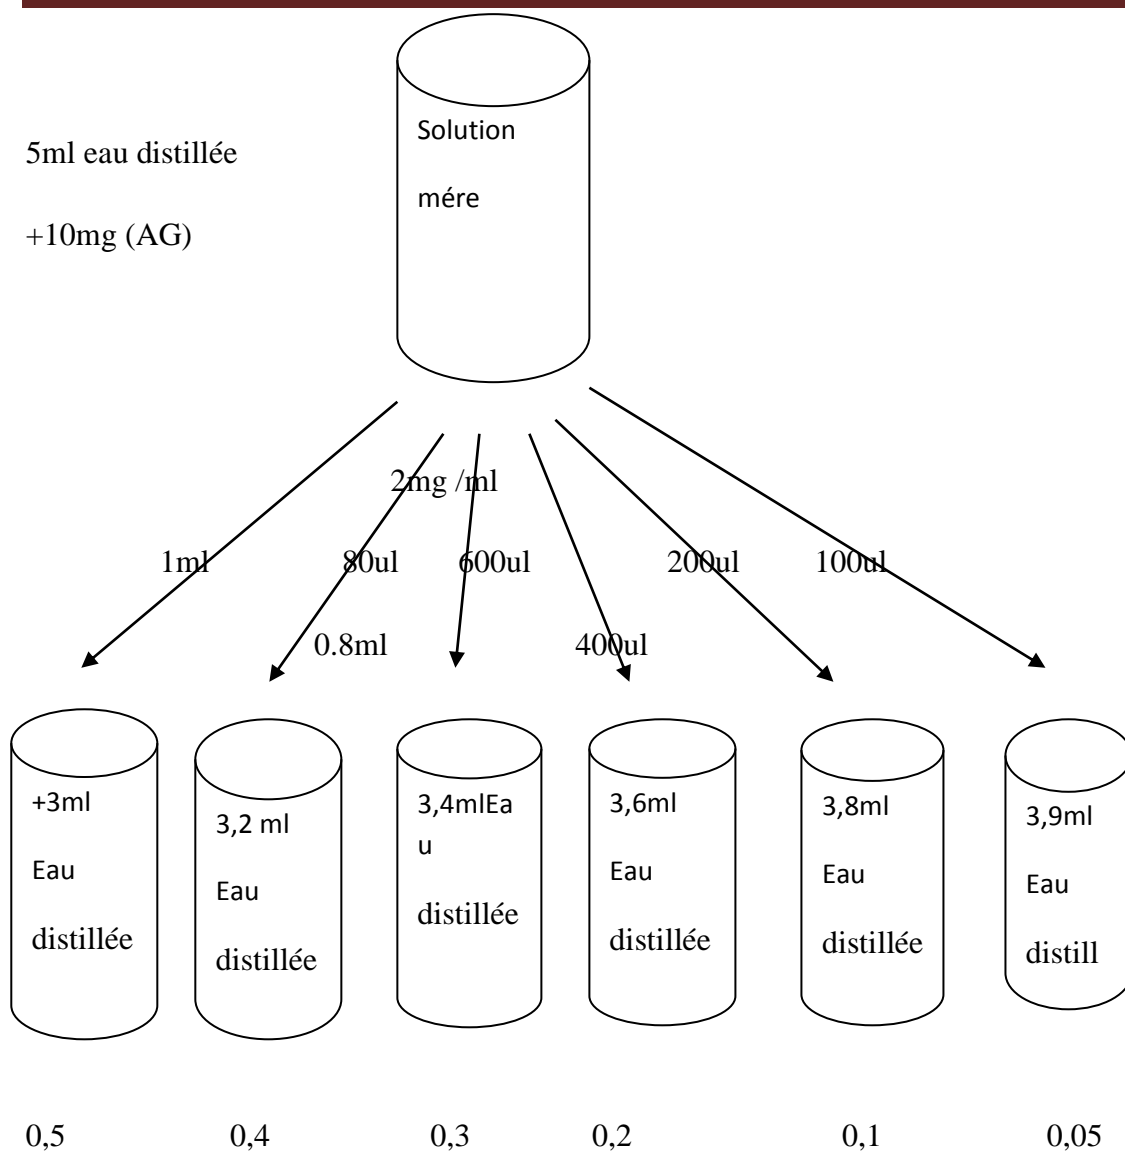 Solution
mére
5ml eau distillée
+10mg (AG)
2mg /ml
1ml
80ul
600ul
200ul
100ul
0.8ml
400ul
+3ml
Eau
distillée
3,2 ml
Eau
distillée
3,4mlEa
u
distillée
3,6ml
Eau
distillée
3,8ml
Eau
distillée
3,9ml
Eau
distill
0,5
0,4
0,3
0,2
0,1
0,05